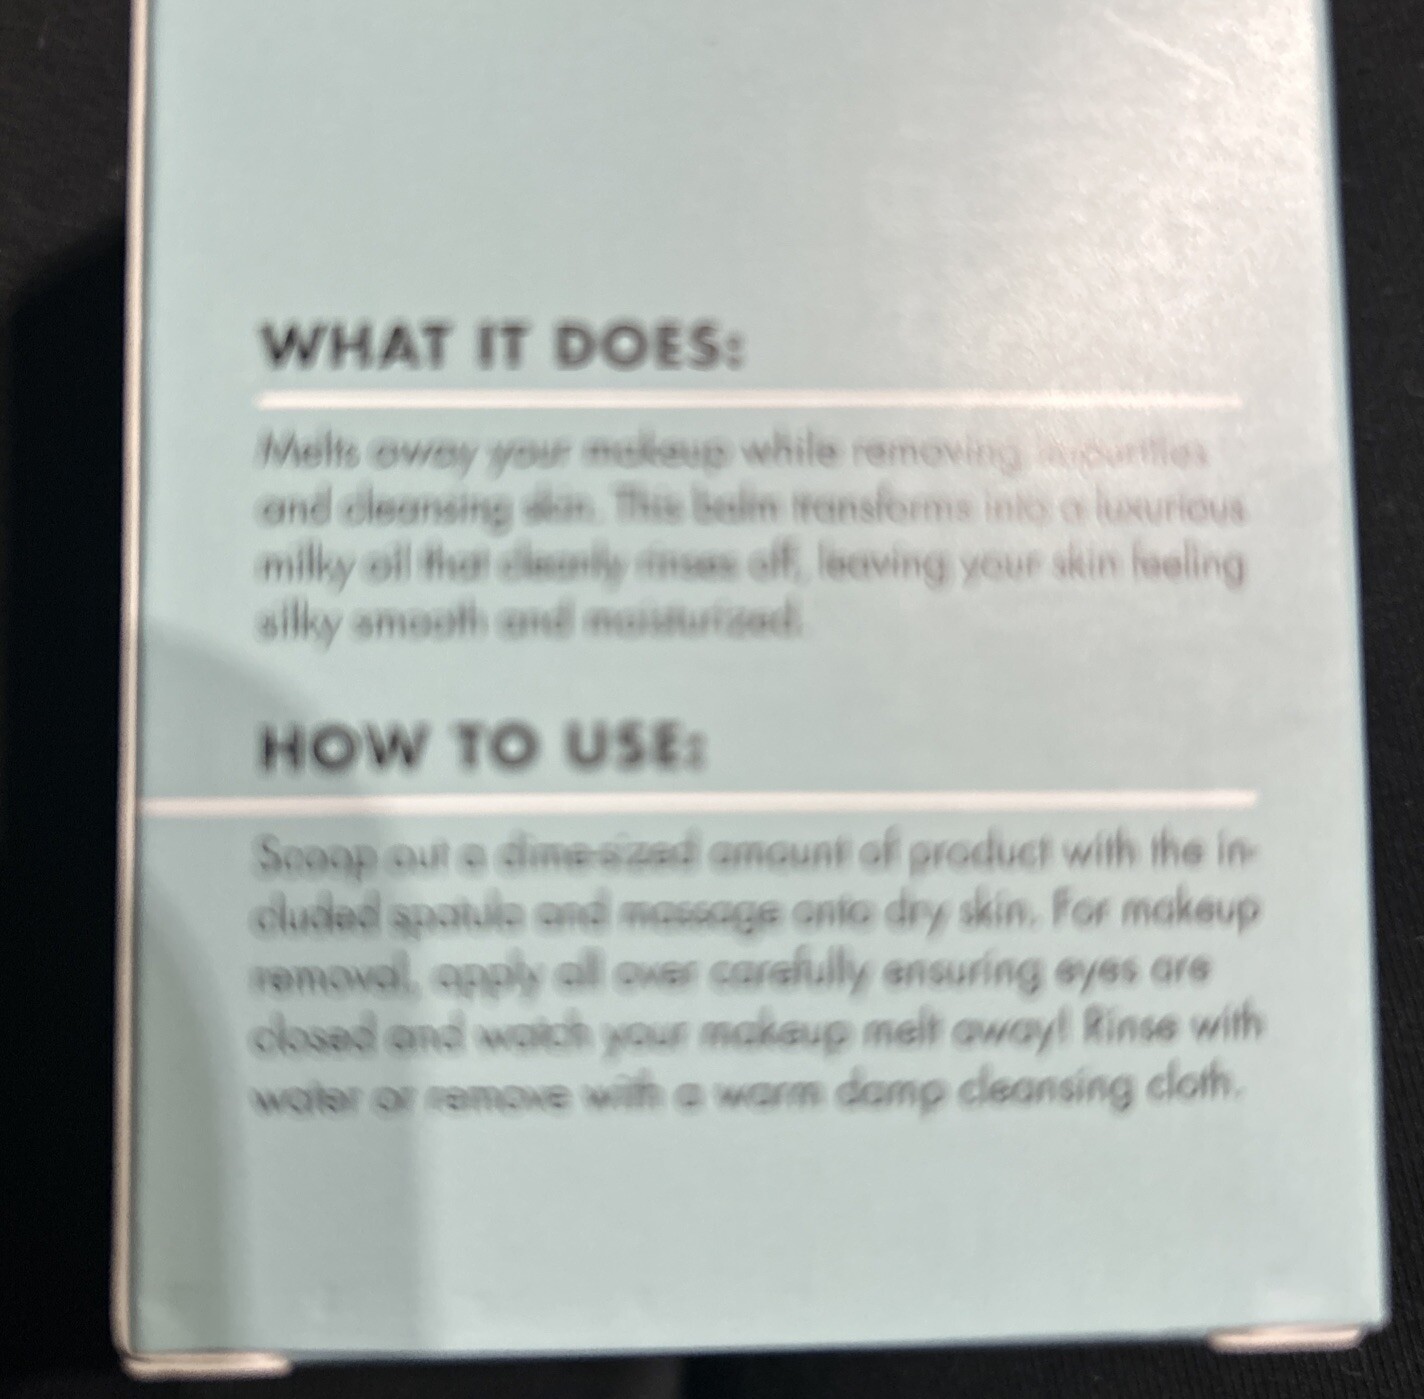 WHAT IT DOES:
Melts away your makeup while removing impurities
and cleansing skin. This balm transforms into a luxurious
milky oil that cleanly rinses off, leaving your skin feeling
silky smooth and moisturized.
HOW TO USE:
Scoop out a dime-sized amount of product with the in-
cluded spatula and massage onto dry skin. For makeup
removal, apply all over carefully ensuring eyes are
closed and watch your makeup melt away! Rinse with
water or remove with a warm damp cleansing cloth.